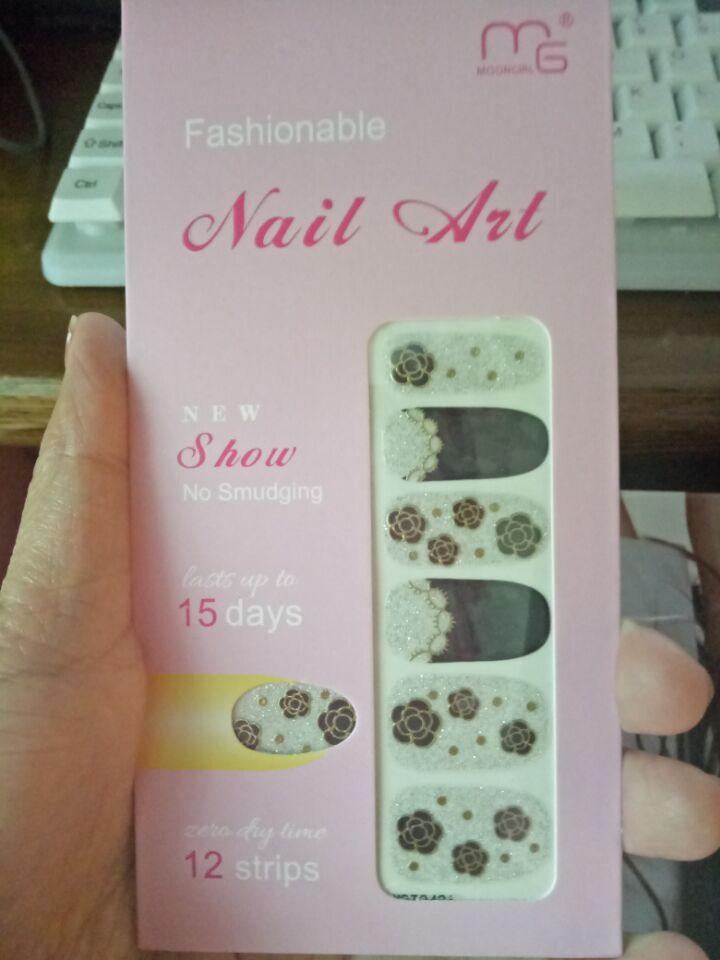 MG®
MOONGIRL
Fashionable
Nail Art
NEW
Show
No Smudging
lasts up to
15 days
zero dry time
12 strips
Ctrl